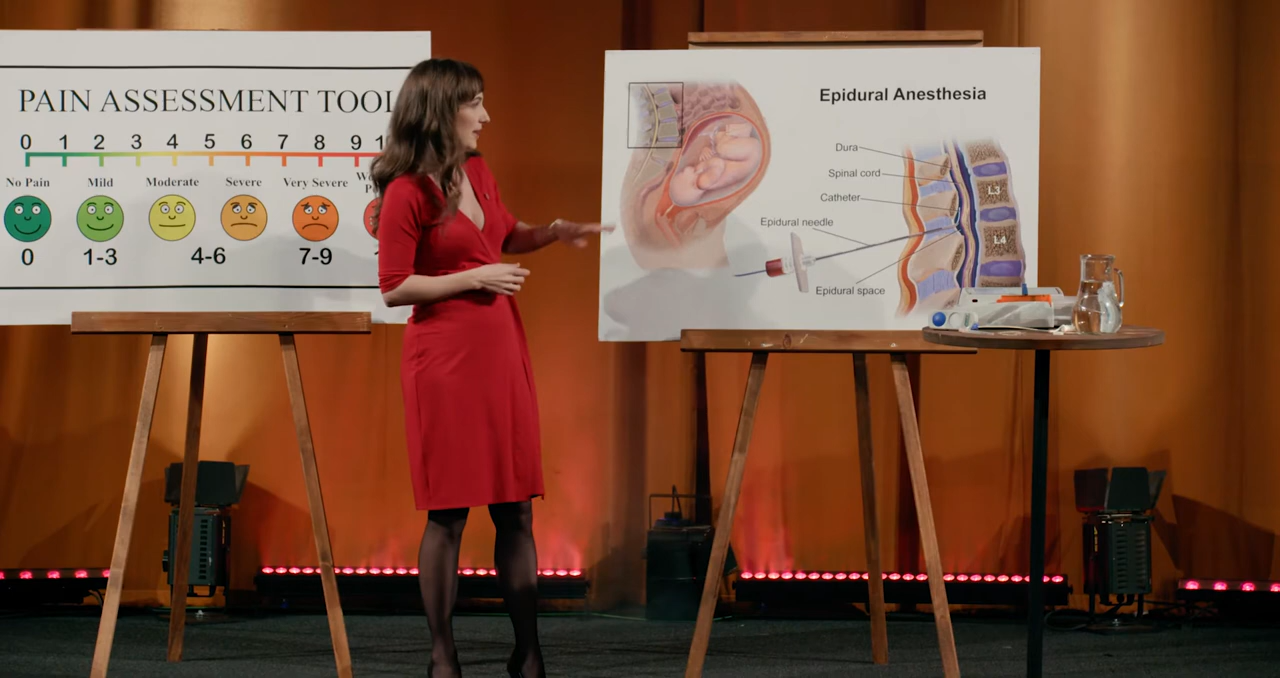 PAIN ASSESSMENT TOOL
0 1 2 3 4 5 6 7 8 9
No Pain Mild Moderate Severe Very Severe
0 1-3 4-6 7-9
Epidural Anesthesia
Dura
Spinal cord
Catheter
Epidural needle
Epidural space
L3
L4